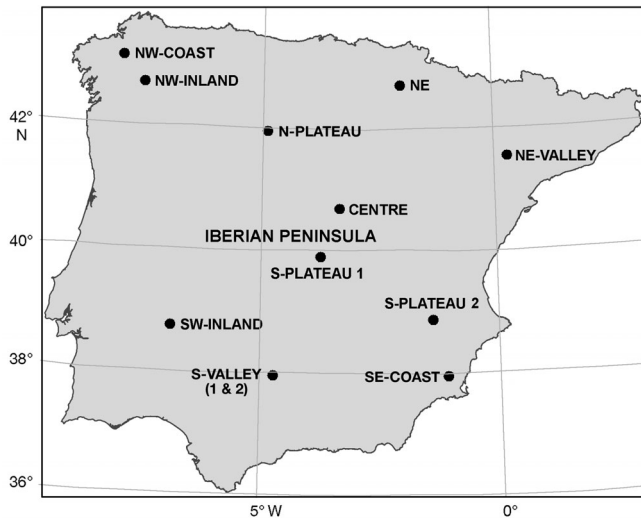 NW-COAST
NW-INLAND
NE
42°
N
N-PLATEAU
NE-VALLEY
CENTRE
40°
IBERIAN PENINSULA
S-PLATEAU 1
S-PLATEAU 2
SW-INLAND
38°
S-VALLEY
(1 & 2)
SE-COAST
36°
5° W
0°